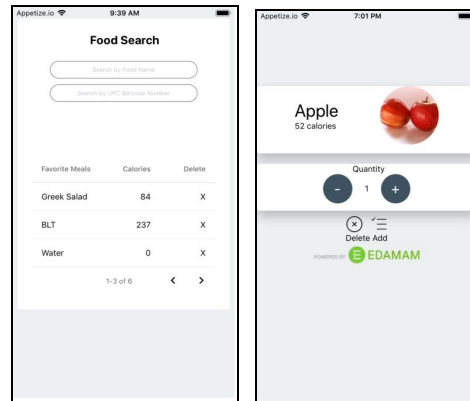 Appetize.io 9:39 AM
Food Search
Search by Food Name
Search by UPC Barcode Number
Favorite Meals Calories Delete
Greek Salad 84 X
BLT 237 X
Water 0 X
1-3 of 6 < >
Appetize.io 7:01 PM
Apple
52 calories
Quantity
- 1 +
Delete Add
POWERED BY E EDAMAM